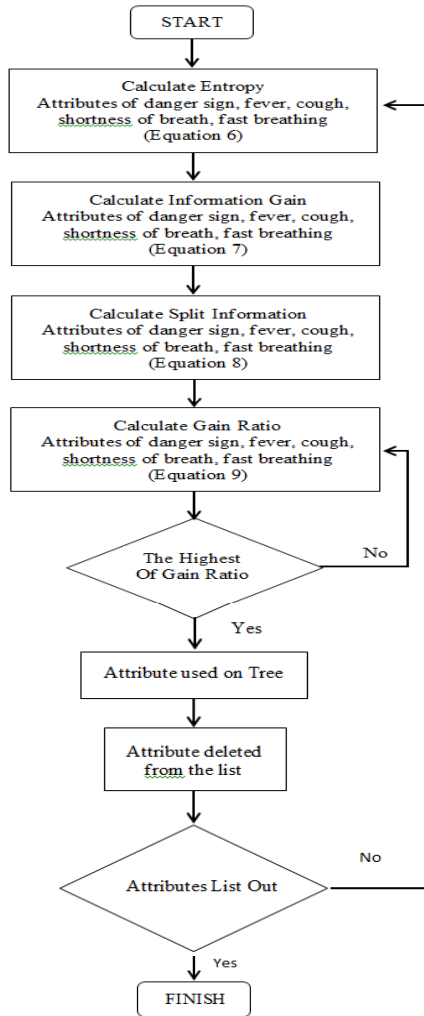 START
Calculate Entropy
Attributes of danger sign, fever, cough,
shortness of breath, fast breathing
(Equation 6)
Calculate Information Gain
Attributes of danger sign, fever, cough,
shortness of breath, fast breathing
(Equation 7)
Calculate Split Information
Attributes of danger sign, fever, cough,
shortness of breath, fast breathing
(Equation 8)
Calculate Gain Ratio
Attributes of danger sign, fever, cough,
shortness of breath, fast breathing
(Equation 9)
The Highest
Of Gain Ratio
No
Yes
Attribute used on Tree
Attribute deleted
from the list
Attributes List Out
No
Yes
FINISH